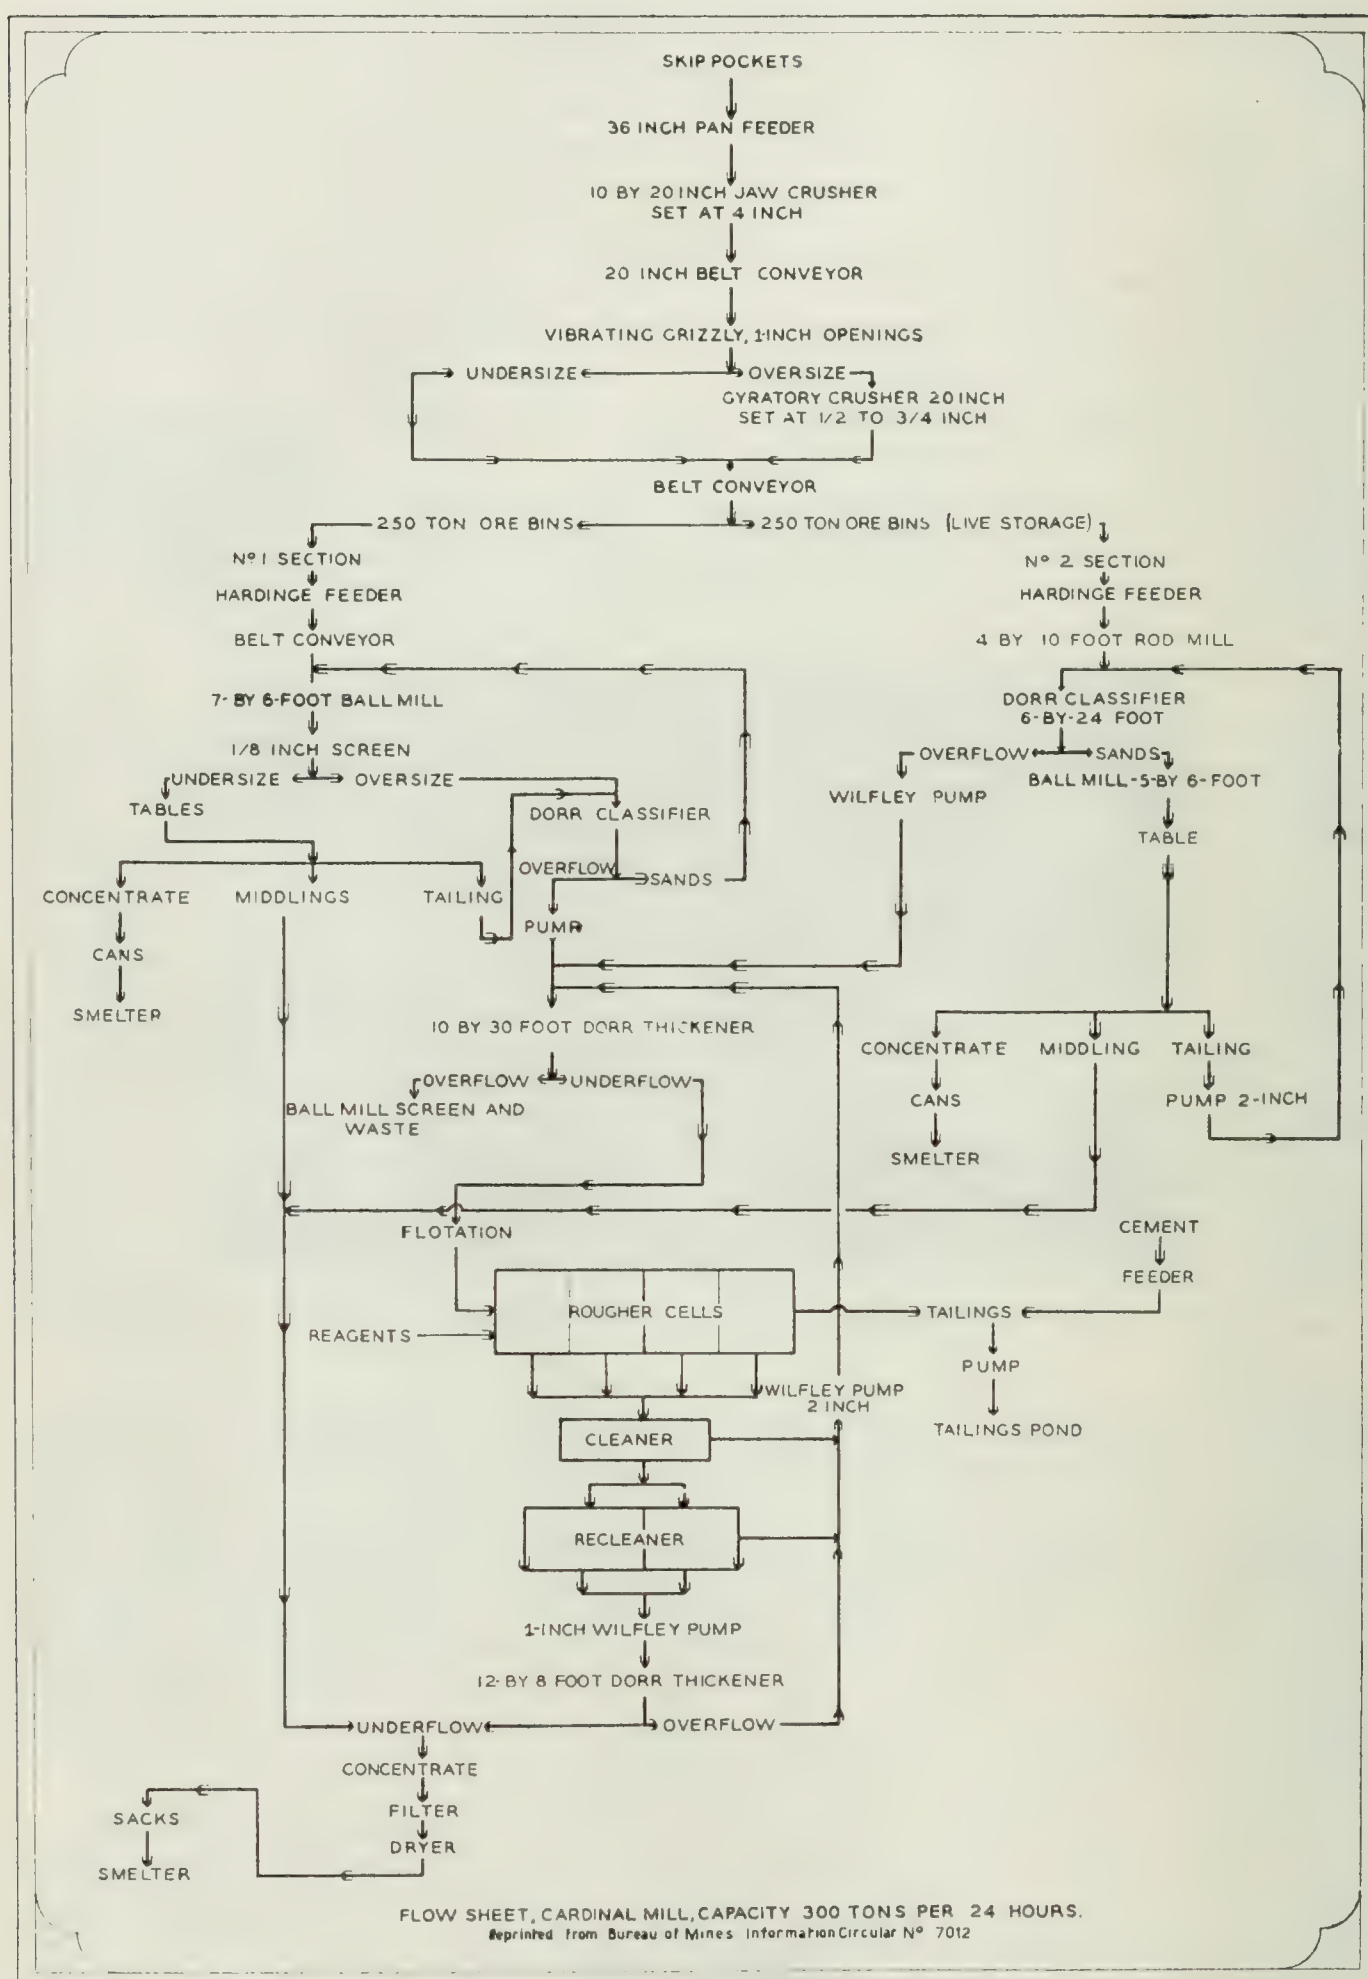 SKIP POCKETS
36 INCH PAN FEEDER
10 BY 20 INCH JAW CRUSHER
SET AT 4 INCH
20 INCH BELT CONVEYOR
VIBRATING GRIZZLY, 1-INCH OPENINGS
UNDERSIZE
OVERSIZE
GYRATORY CRUSHER 20 INCH
SET AT 1/2 TO 3/4 INCH
BELT CONVEYOR
250 TON ORE BINS
250 TON ORE BINS (LIVE STORAGE)
Nº 1 SECTION
HARDINGE FEEDER
BELT CONVEYOR
7- BY 6-FOOT BALL MILL
1/8 INCH SCREEN
UNDERSIZE
OVERSIZE
TABLES
DORR CLASSIFIER
OVERFLOW
SANDS
CONCENTRATE
MIDDLINGS
TAILING
PUMP
CANS
SMELTER
Nº 2 SECTION
HARDINGE FEEDER
4 BY 10 FOOT ROD MILL
DORR CLASSIFIER
6-BY-24 FOOT
OVERFLOW
SANDS
WILFLEY PUMP
BALL MILL-5-BY 6-FOOT
TABLE
10 BY 30 FOOT DORR THICKENER
CONCENTRATE
MIDDLING
TAILING
OVERFLOW
UNDERFLOW
CANS
PUMP 2-INCH
BALL MILL SCREEN AND
WASTE
SMELTER
FLOTATION
CEMENT
FEEDER
ROUGHER CELLS
TAILINGS
REAGENTS
PUMP
WILFLEY PUMP
2 INCH
TAILINGS POND
CLEANER
RECLEANER
1-INCH WILFLEY PUMP
12-BY 8 FOOT DORR THICKENER
UNDERFLOW
OVERFLOW
CONCENTRATE
FILTER
SACKS
DRYER
SMELTER
FLOW SHEET, CARDINAL MILL, CAPACITY 300 TONS PER 24 HOURS.
Reprinted from Bureau of Mines Information Circular Nº 7012